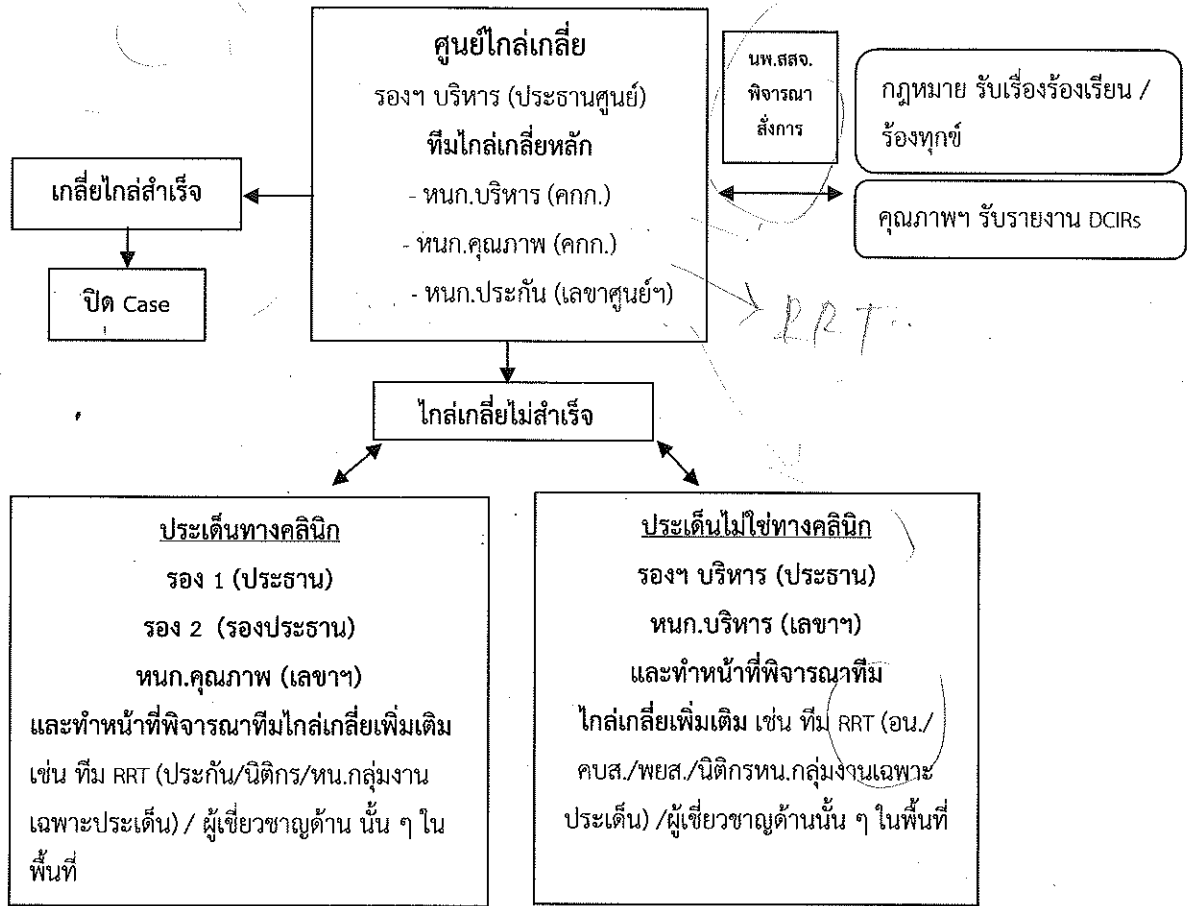 ศูนย์ไกล่เกลี่ย
รองฯ บริหาร (ประธานศูนย์)
ทีมไกล่เกลี่ยหลัก
- หนก.บริหาร (คกก.)
- หนก.คุณภาพ (คกก.)
- หนก.ประกัน (เลขาศูนย์ฯ)
นพ.สสจ.
พิจารณา
สั่งการ
กฎหมาย รับเรื่องร้องเรียน /
ร้องทุกข์
คุณภาพฯ รับรายงาน DCIRs
เกลี่ยไกล่สำเร็จ
ปิด Case
RRT
ไกล่เกลี่ยไม่สำเร็จ
ประเด็นทางคลินิก
รอง 1 (ประธาน)
รอง 2 (รองประธาน)
หนก.คุณภาพ (เลขาฯ)
และทำหน้าที่พิจารณาทีมไกล่เกลี่ยเพิ่มเติม
เช่น ทีม RRT (ประกัน/นิติกร/หน.กลุ่มงาน
เฉพาะประเด็น) / ผู้เชี่ยวชาญด้าน นั้น ๆ ใน
พื้นที่
ประเด็นไม่ใช่ทางคลินิก
รองฯ บริหาร (ประธาน)
หนก.บริหาร (เลขาฯ)
และทำหน้าที่พิจารณาทีม
ไกล่เกลี่ยเพิ่มเติม เช่น ทีม RRT (อน./
คบส./พยส./นิติกรหน.กลุ่มงานเฉพาะ
ประเด็น) /ผู้เชี่ยวชาญด้านนั้น ๆ ในพื้นที่